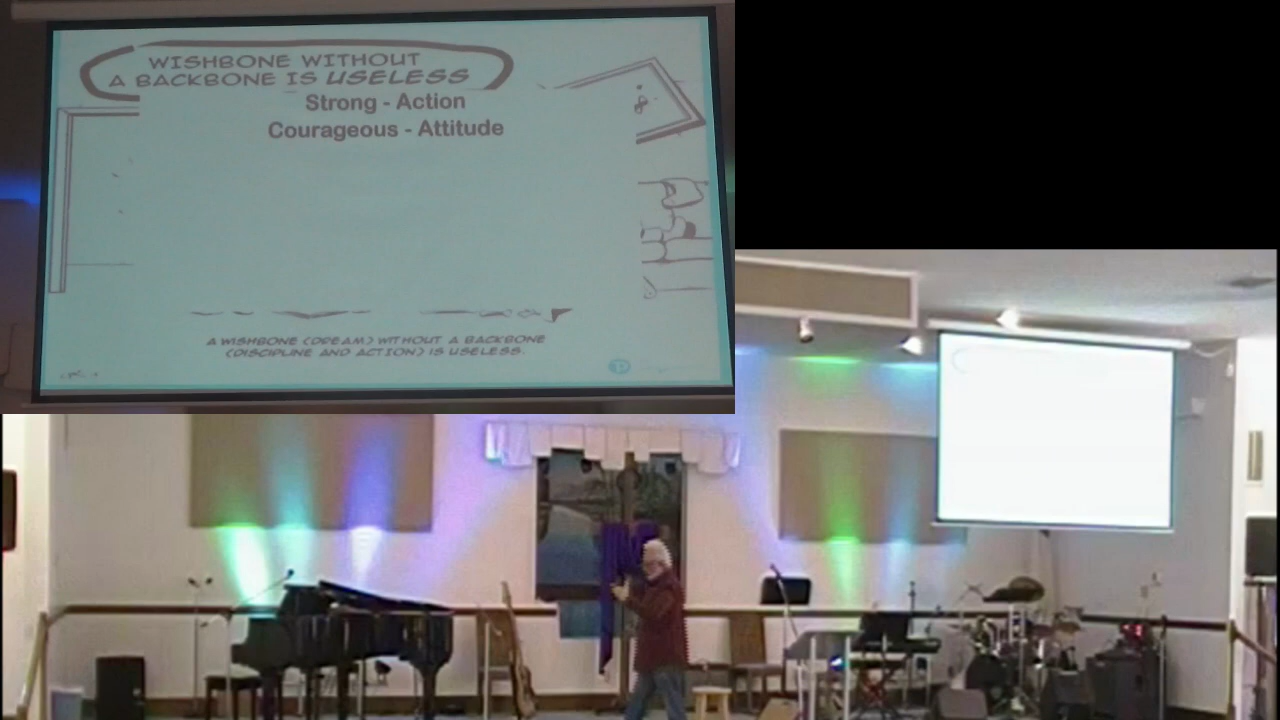 WISHBONE WITHOUT
A BACKBONE IS USELESS
Strong - Action
Courageous - Attitude
A WISHBONE (DREAM) WITHOUT A BACKBONE
(DISCIPLINE AND ACTION) IS USELESS.